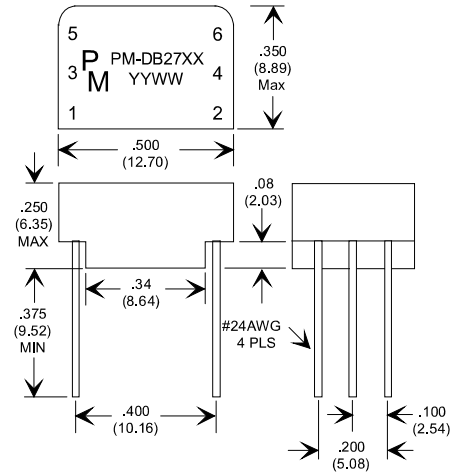 5 6
P PM-DB27XX
3 M YYWW 4
1 2
.350
(8.89)
Max
.500
(12.70)
.250
(6.35)
MAX
.08
(2.03)
.34
(8.64)
.375
(9.52)
MIN
#24AWG
4 PLS
.400
(10.16)
.100
(2.54)
.200
(5.08)